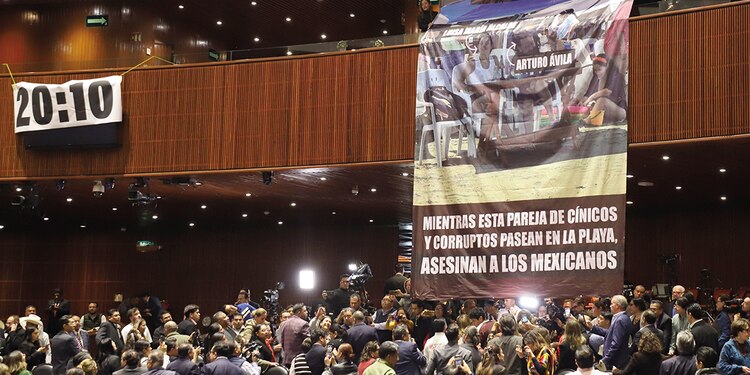 20:10
ARTURO ÁVILA
MIENTRAS ESTA PAREJA DE CÍNICOS
Y CORRUPTOS PASEAN EN LA PLAYA,
ASESINAN A LOS MEXICANOS